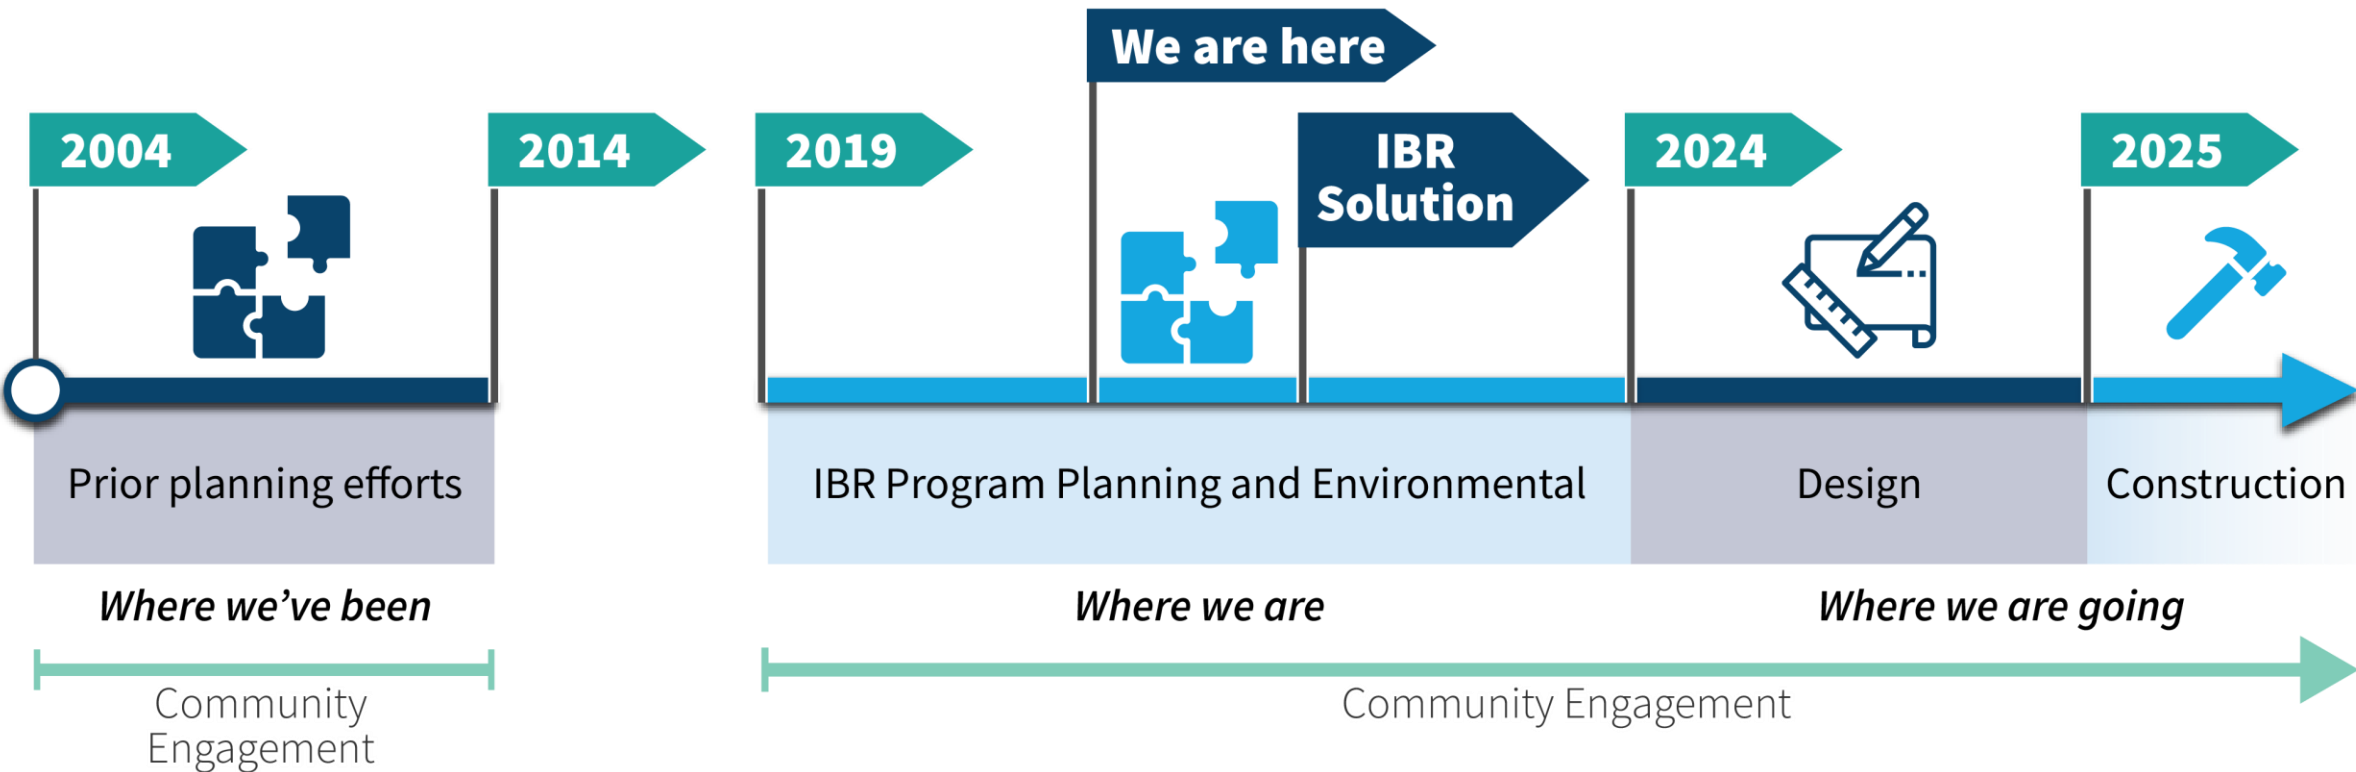 We are here
2004
2014
2019
IBR
Solution
2024
2025
Prior planning efforts
IBR Program Planning and Environmental
Design
Construction
Where we’ve been
Where we are
Where we are going
Community
Engagement
Community Engagement